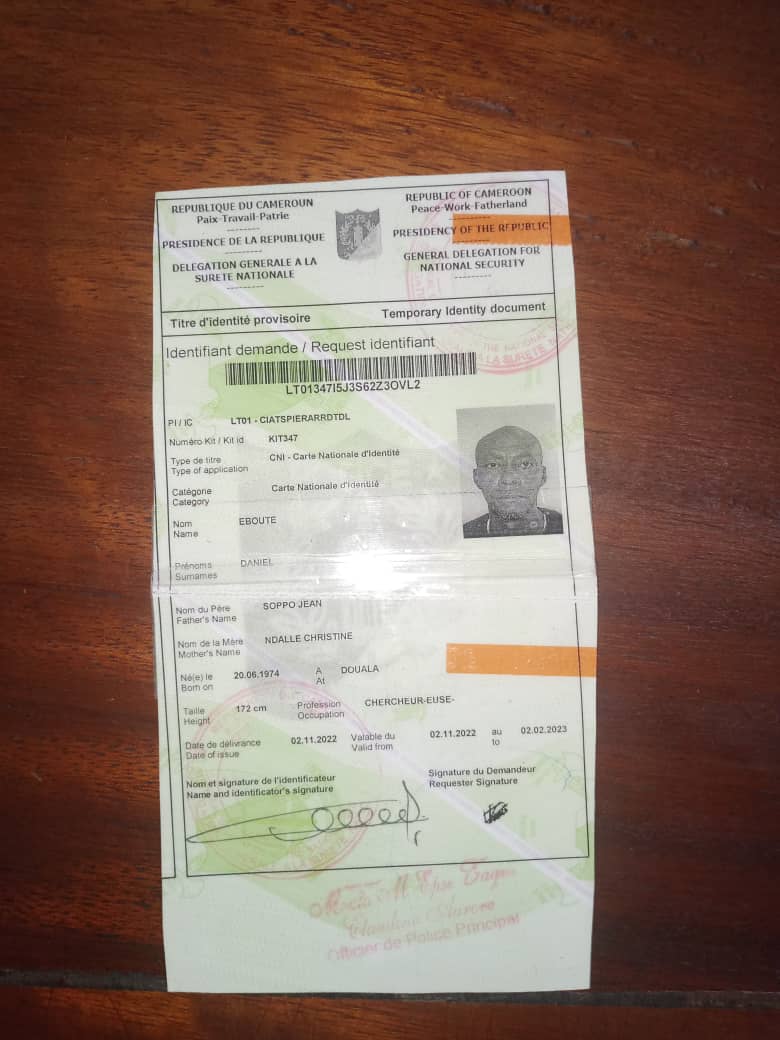 REPUBLIQUE DU CAMEROUN
Paix-Travail-Patrie
PRESIDENCE DE LA REPUBLIQUE
DELEGATION GENERALE A LA
SURETE NATIONALE
REPUBLIC OF CAMEROON
Peace-Work-Fatherland
PRESIDENCY OF THE REPUBLIC
GENERAL DELEGATION FOR
NATIONAL SECURITY
Titre d'identité provisoire Temporary Identity document
Identifiant demande / Request identifiant
LT01347I5J3S62Z3OVL2
PI / IC LT01 - CIATSPIERARRDTDL
Numéro Kit / Kit id KIT347
Type de titre CNI - Carte Nationale d'Identité
Type of application
Catégorie Carte Nationale d'Identité
Category
Nom EBOUTE
Name
Prénoms DANIEL
Surnames
Nom du Père SOPPO JEAN
Father's Name
Nom de la Mère NDALLE CHRISTINE
Mother's Name
Né(e) le 20.06.1974 A DOUALA
Born on At
Taille 172 cm Profession CHERCHEUR-EUSE-
Height Occupation
Date de délivrance 02.11.2022 Valable du 02.11.2022 au 02.02.2023
Date of issue Valid from to
Nom et signature de l'identificateur Signature du Demandeur
Name and identificator's signature Requester Signature
Officier de Police Principal